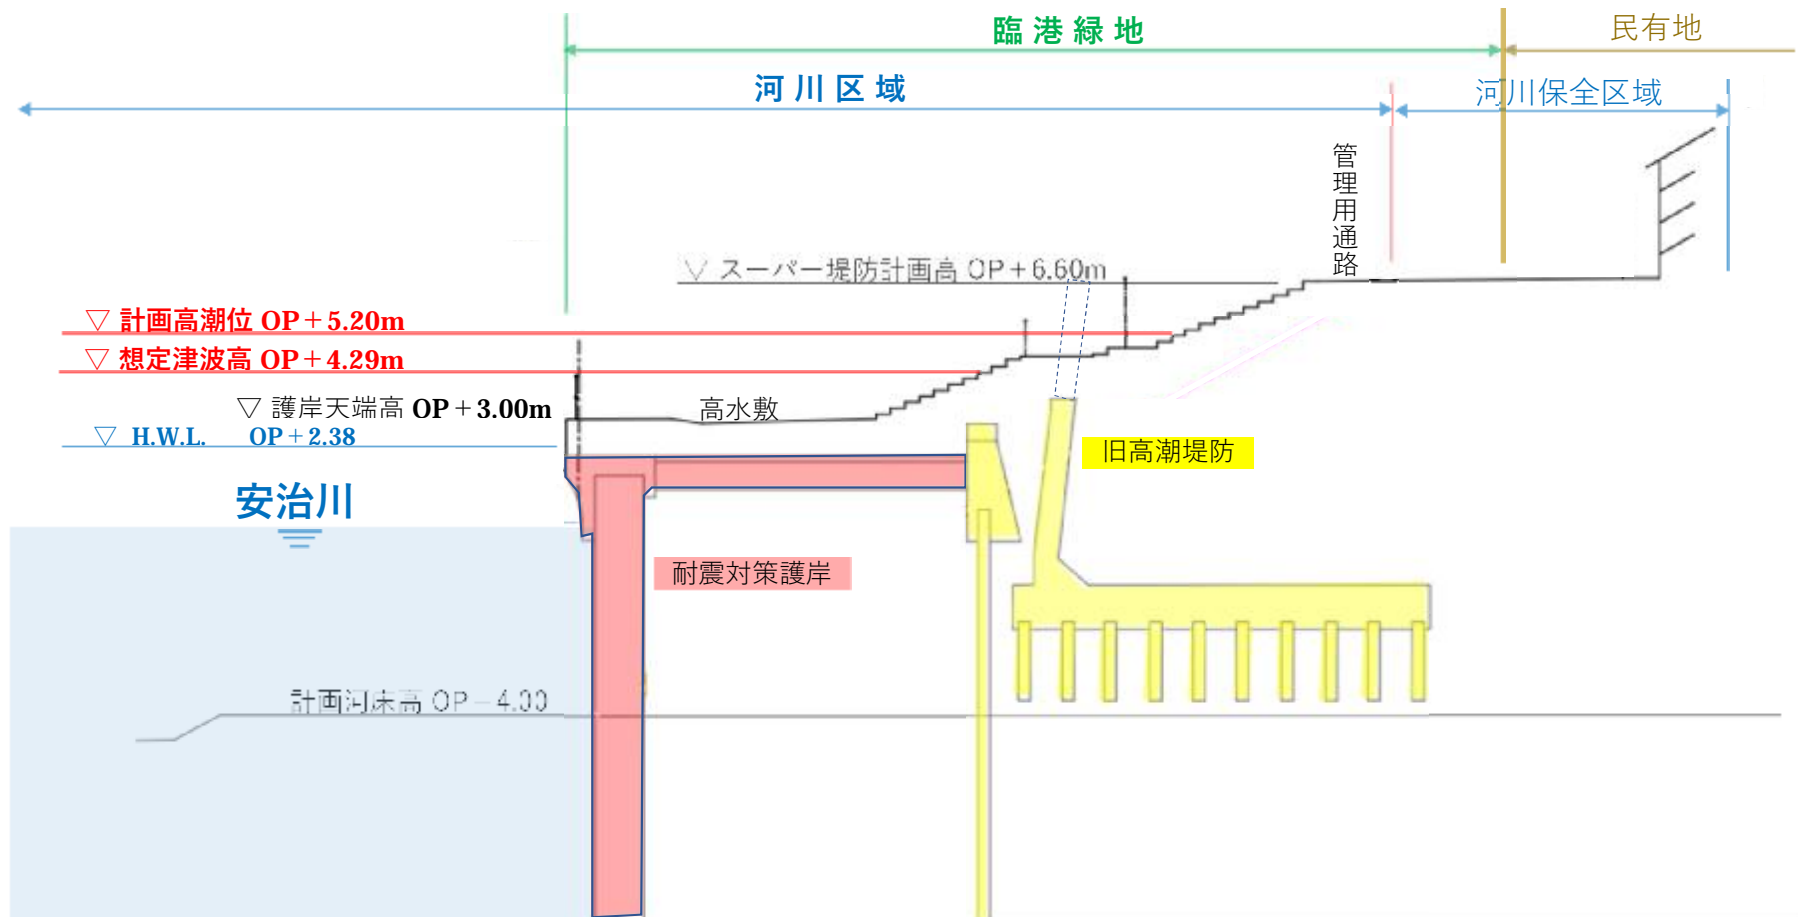 臨港緑地
民有地
河川区域
河川保全区域
管理用通路
▽ スーパー堤防計画高 OP+6.60m
▽ 計画高潮位 OP+5.20m
▽ 想定津波高 OP+4.29m
▽ 護岸天端高 OP+3.00m
高水敷
▽ H.W.L. OP+2.38
旧高潮堤防
安治川
耐震対策護岸
計画河床高 OP-4.00